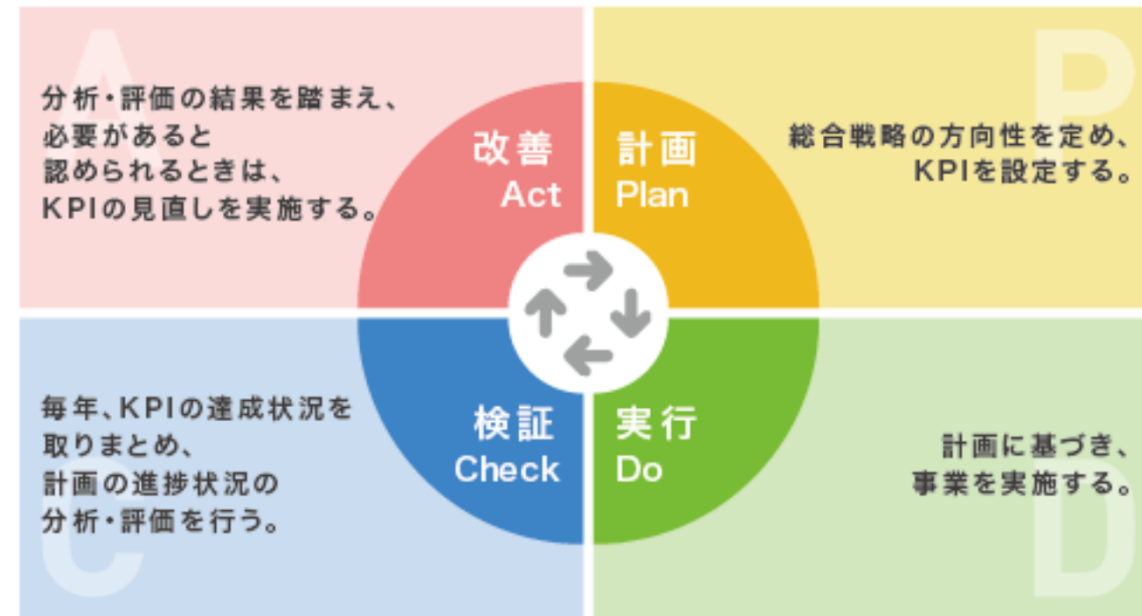 A
分析・評価の結果を踏まえ、
必要があると
認められるときは、
KPIの見直しを実施する。
改善
Act
計画
Plan
P
総合戦略の方向性を定め、
KPIを設定する。
C
毎年、KPIの達成状況を
取りまとめ、
計画の進捗状況の
分析・評価を行う。
検証
Check
実行
Do
D
計画に基づき、
事業を実施する。